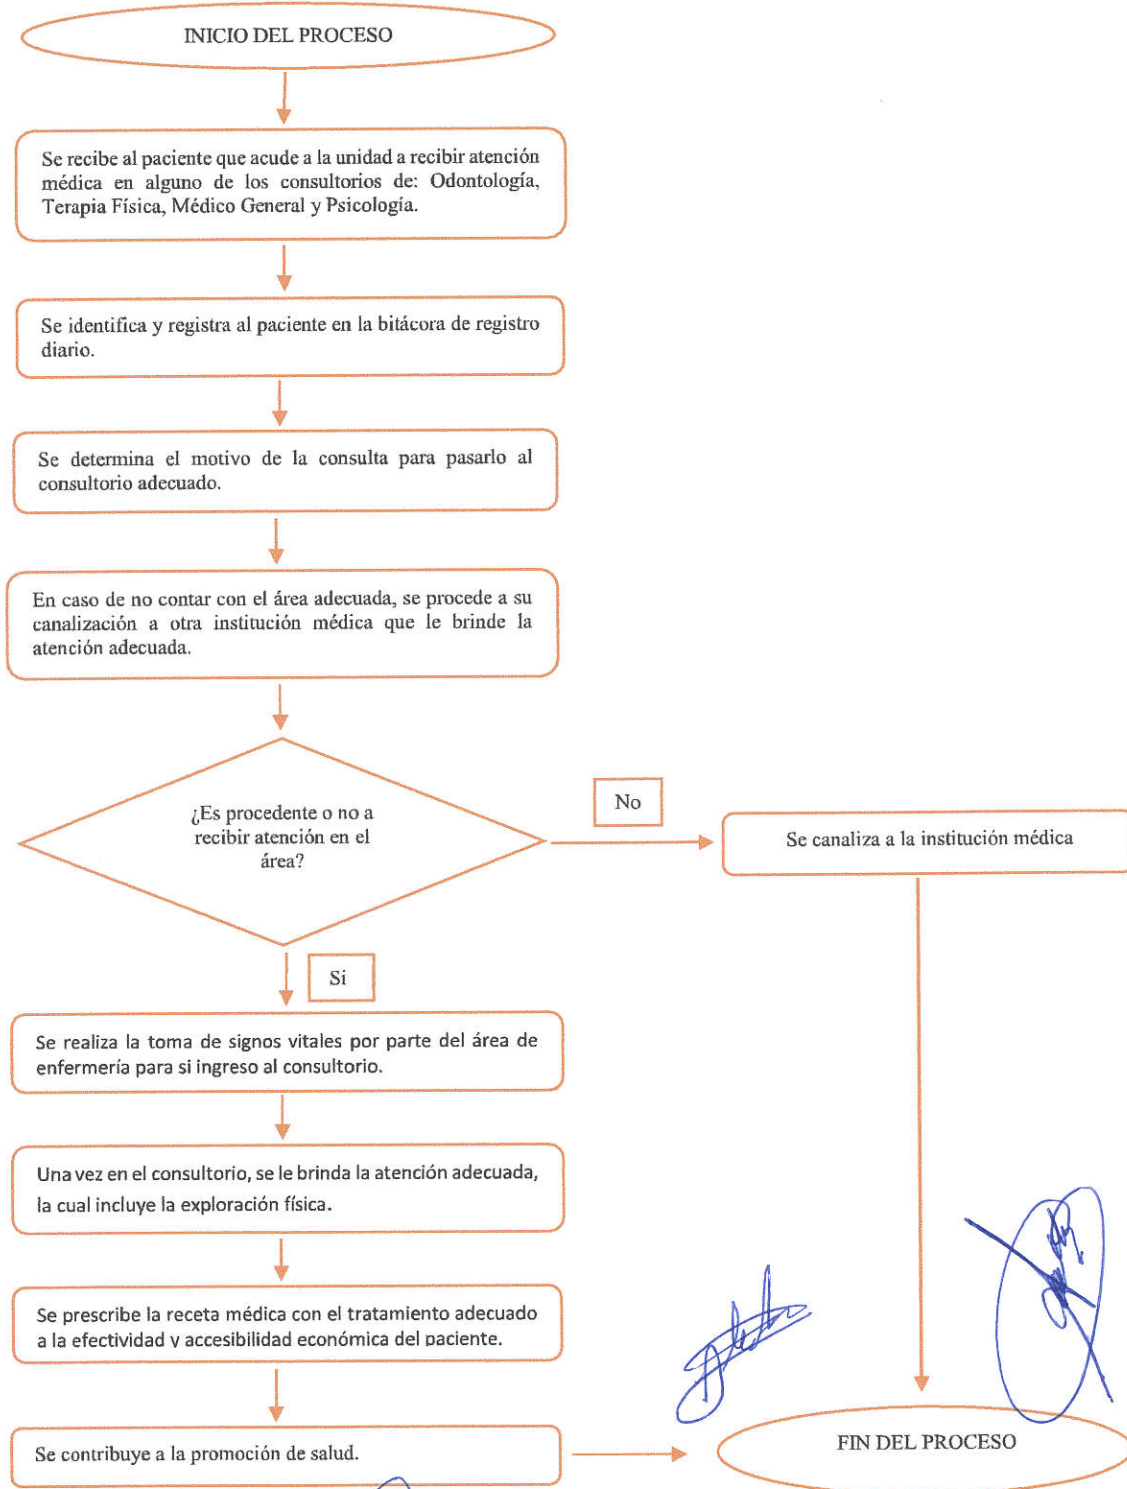 INICIO DEL PROCESO
Se recibe al paciente que acude a la unidad a recibir atención
médica en alguno de los consultorios de: Odontología,
Terapia Física, Médico General y Psicología.
Se identifica y registra al paciente en la bitácora de registro
diario.
Se determina el motivo de la consulta para pasarlo al
consultorio adecuado.
En caso de no contar con el área adecuada, se procede a su
canalización a otra institución médica que le brinde la
atención adecuada.
¿Es procedente o no a
recibir atención en el
área?
No
Se canaliza a la institución médica
Si
Se realiza la toma de signos vitales por parte del área de
enfermería para si ingreso al consultorio.
Una vez en el consultorio, se le brinda la atención adecuada,
la cual incluye la exploración física.
Se prescribe la receta médica con el tratamiento adecuado
a la efectividad y accesibilidad económica del paciente.
Se contribuye a la promoción de salud.
FIN DEL PROCESO